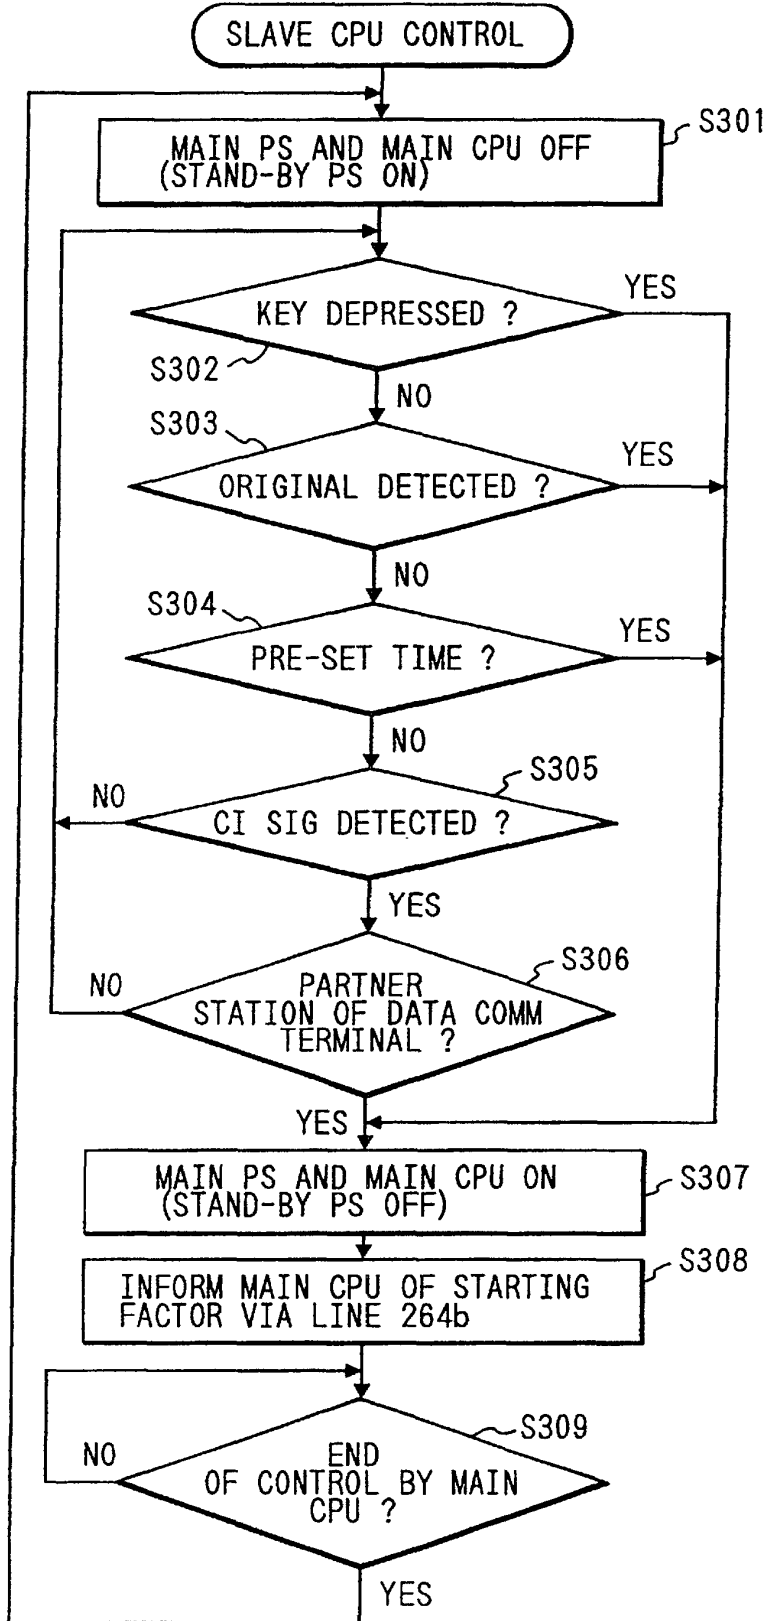 SLAVE CPU CONTROL
S301
MAIN PS AND MAIN CPU OFF
(STAND-BY PS ON)
YES
KEY DEPRESSED ?
S302
NO
S303
YES
ORIGINAL DETECTED ?
NO
S304
YES
PRE-SET TIME ?
NO
S305
NO
CI SIG DETECTED ?
YES
S306
NO
PARTNER
STATION OF DATA COMM
TERMINAL ?
YES
MAIN PS AND MAIN CPU ON
(STAND-BY PS OFF)
S307
S308
INFORM MAIN CPU OF STARTING
FACTOR VIA LINE 264b
S309
NO
END
OF CONTROL BY MAIN
CPU ?
YES